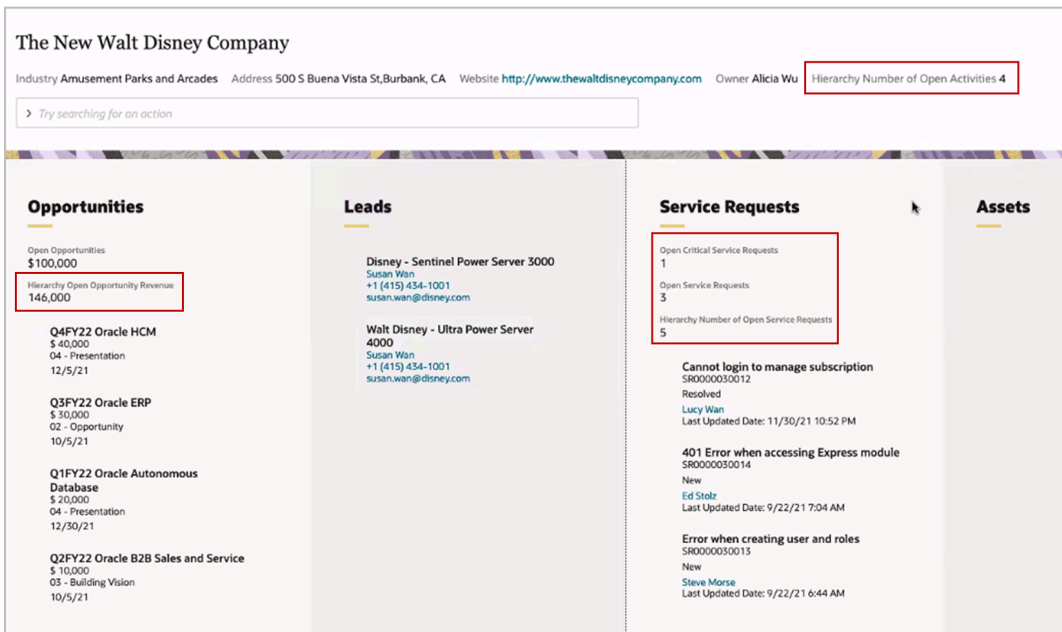 The New Walt Disney Company
Industry Amusement Parks and Arcades Address 500 S Buena Vista St,Burbank, CA Website http://www.thewaltdisneycompany.com Owner Alicia Wu Hierarchy Number of Open Activities 4
> Try searching for an action
Opportunities
Open Opportunities
$100,000
Hierarchy Open Opportunity Revenue
146,000
Q4FY22 Oracle HCM
$ 40,000
04 - Presentation
12/5/21
Q3FY22 Oracle ERP
$ 30,000
02 - Opportunity
10/5/21
Q1FY22 Oracle Autonomous
Database
$ 20,000
04 - Presentation
12/30/21
Q2FY22 Oracle B2B Sales and Service
$ 10,000
03 - Building Vision
10/5/21
Leads
Disney - Sentinel Power Server 3000
Susan Wan
+1 (415) 434-1001
susan.wan@disney.com
Walt Disney - Ultra Power Server
4000
Susan Wan
+1 (415) 434-1001
susan.wan@disney.com
Service Requests
Open Critical Service Requests
1
Open Service Requests
3
Hierarchy Number of Open Service Requests
5
Cannot login to manage subscription
SR0000030012
Resolved
Lucy Wan
Last Updated Date: 11/30/21 10:52 PM
401 Error when accessing Express module
SR0000030014
New
Ed Stolz
Last Updated Date: 9/22/21 7:04 AM
Error when creating user and roles
SR0000030013
New
Steve Morse
Last Updated Date: 9/22/21 6:44 AM
Assets